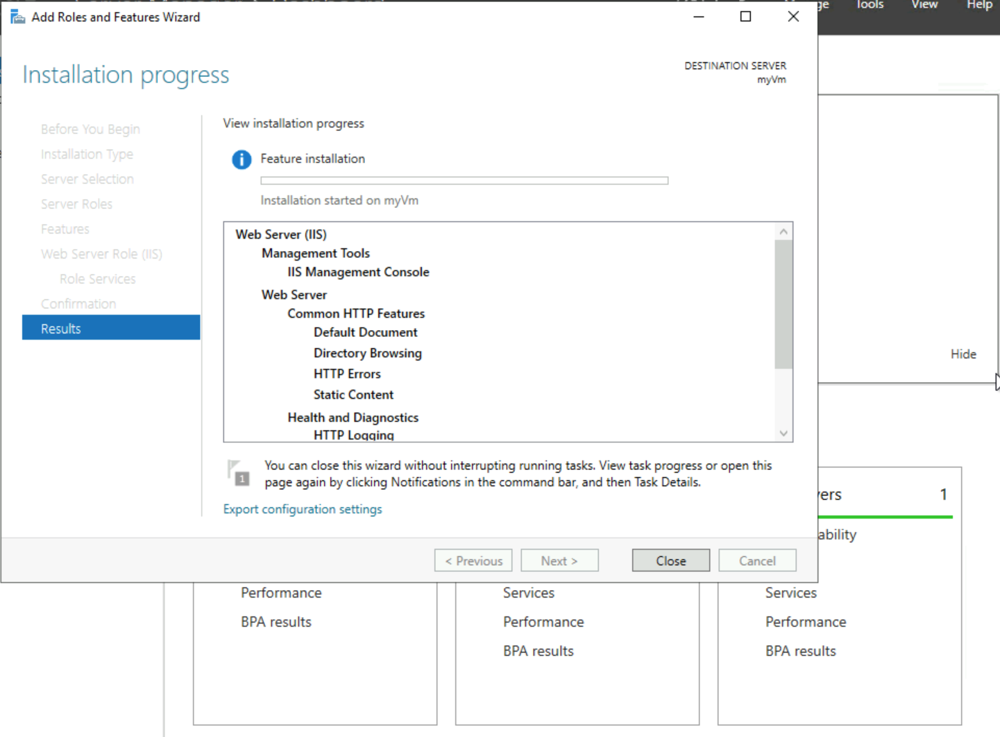 Add Roles and Features Wizard
Tools
View
Help
Installation progress
DESTINATION SERVER
myVm
Before You Begin
Installation Type
Server Selection
Server Roles
Features
Web Server Role (IIS)
Role Services
Confirmation
Results
View installation progress
Feature installation
Installation started on myVm
Web Server (IIS)
Management Tools
IIS Management Console
Web Server
Common HTTP Features
Default Document
Directory Browsing
HTTP Errors
Static Content
Health and Diagnostics
HTTP Logging
1
You can close this wizard without interrupting running tasks. View task progress or open this
page again by clicking Notifications in the command bar, and then Task Details.
Export configuration settings
< Previous
Next >
Close
Cancel
Hide
vers 1
ability
Performance
BPA results
Services
Performance
BPA results
Services
Performance
BPA results